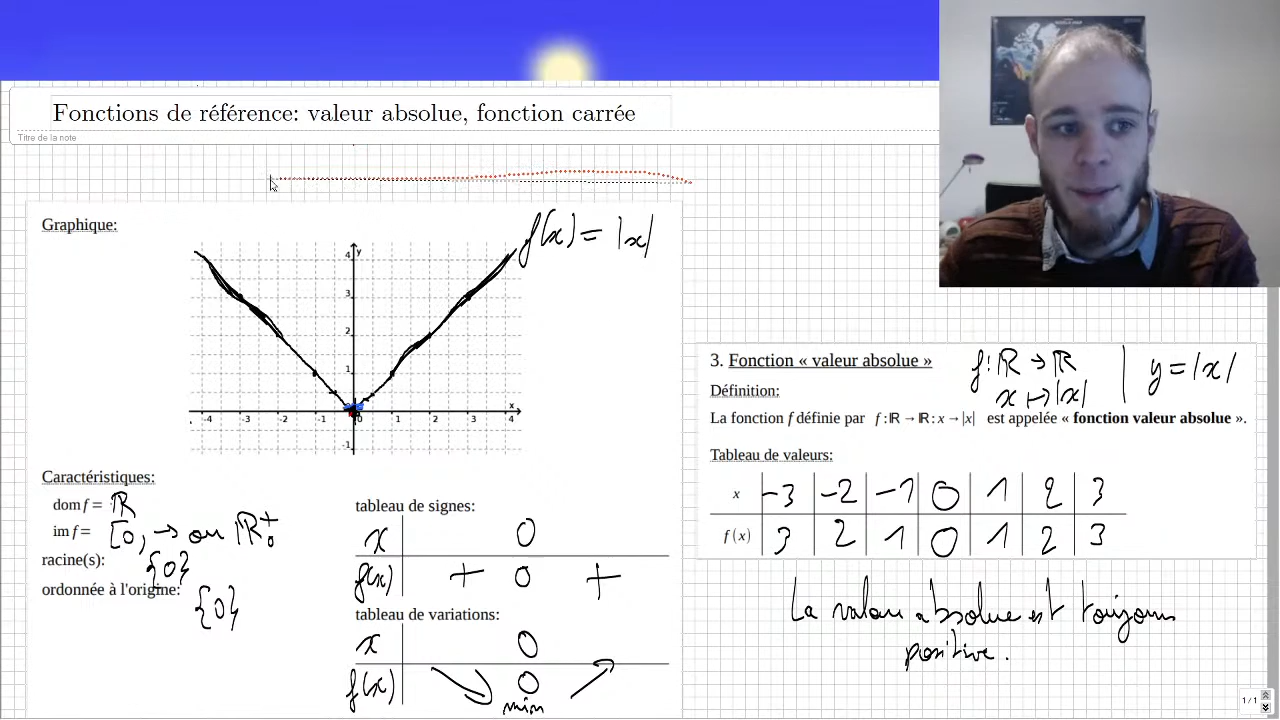 Fonctions de référence: valeur absolue, fonction carrée
Titre de la note
Graphique:
f(x) = |x|
y
4
3
2
1
-4 -3 -2 -1 0 1 2 3 4 x
-1
Caractéristiques:
dom f = ℝ
im f = [0, → ou ℝ₀⁺
racine(s): {0}
ordonnée à l'origine: {0}
tableau de signes:
x 0
f(x) + 0 +
tableau de variations:
x 0
f(x) ↘ 0 ↗
min
3. Fonction « valeur absolue »
f: ℝ → ℝ | y = |x|
x ↦ |x|
Définition:
La fonction f définie par f : ℝ → ℝ : x → |x| est appelée « fonction valeur absolue ».
Tableau de valeurs:
x -3 -2 -1 0 1 2 3
f(x) 3 2 1 0 1 2 3
La valeur absolue est toujours
positive.
1/1